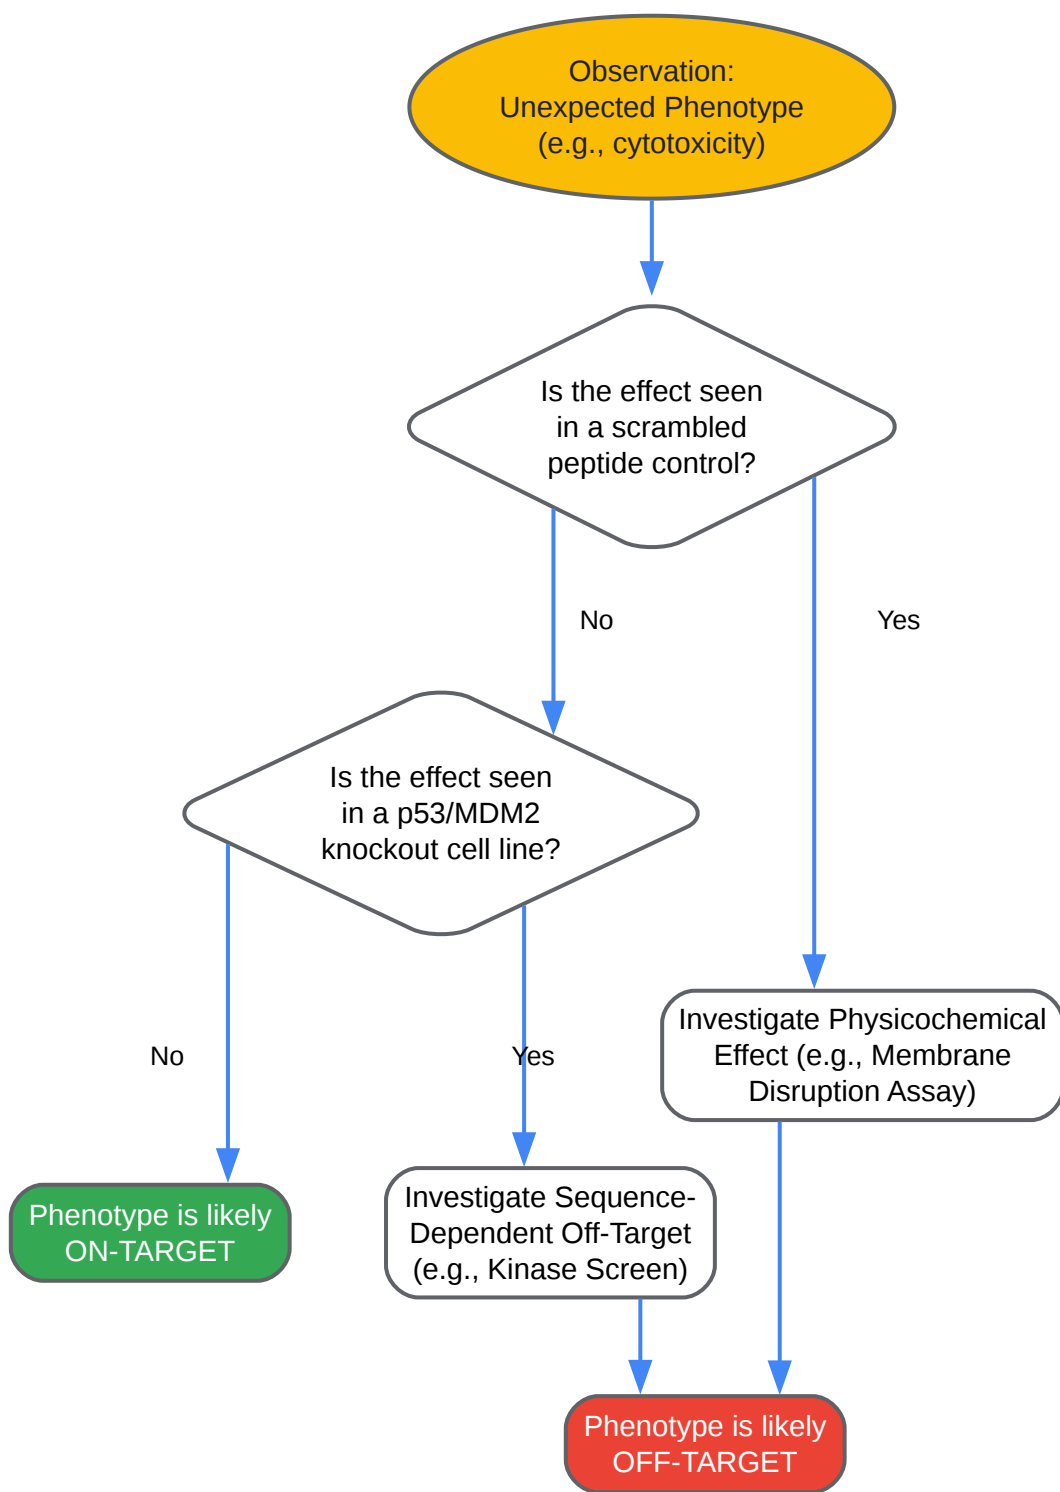 Observation:
Unexpected Phenotype
(e.g., cytotoxicity)
Is the effect seen
in a scrambled
peptide control?
No
Yes
Is the effect seen
in a p53/MDM2
knockout cell line?
No
Yes
Investigate Physicochemical
Effect (e.g., Membrane
Disruption Assay)
Phenotype is likely
ON-TARGET
Investigate Sequence-
Dependent Off-Target
(e.g., Kinase Screen)
Phenotype is likely
OFF-TARGET